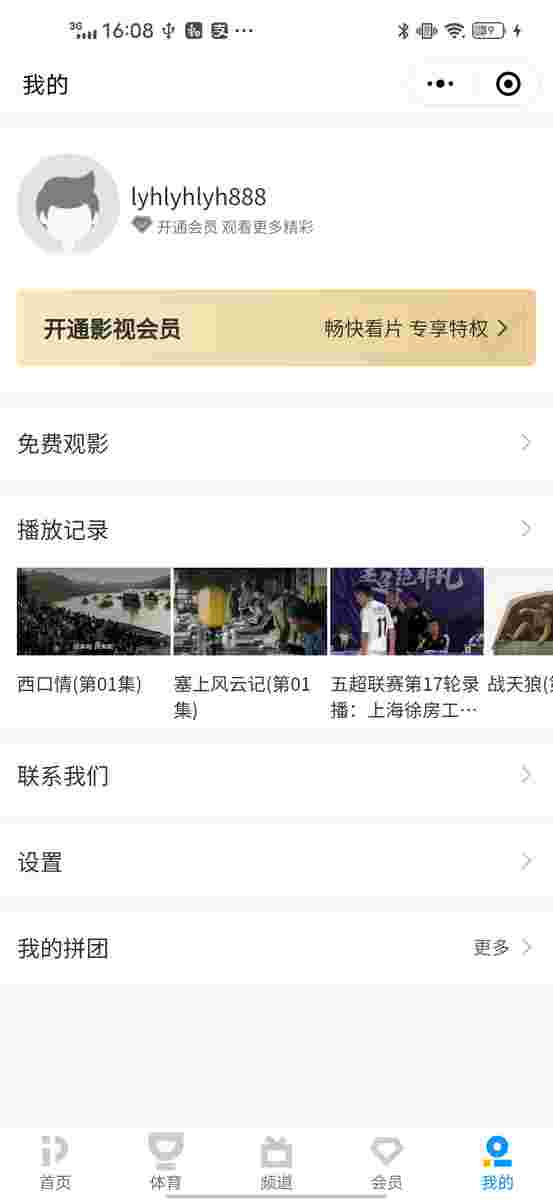 3G 16:08
我的
lyhlyhlyh888
开通会员 观看更多精彩
开通影视会员
畅快看片 专享特权
免费观影
播放记录
11
西口情(第01集)
塞上风云记(第01
集)
五超联赛第17轮录
播：上海徐房工…
战天狼(第
联系我们
设置
我的拼团
更多
首页
体育
频道
会员
我的